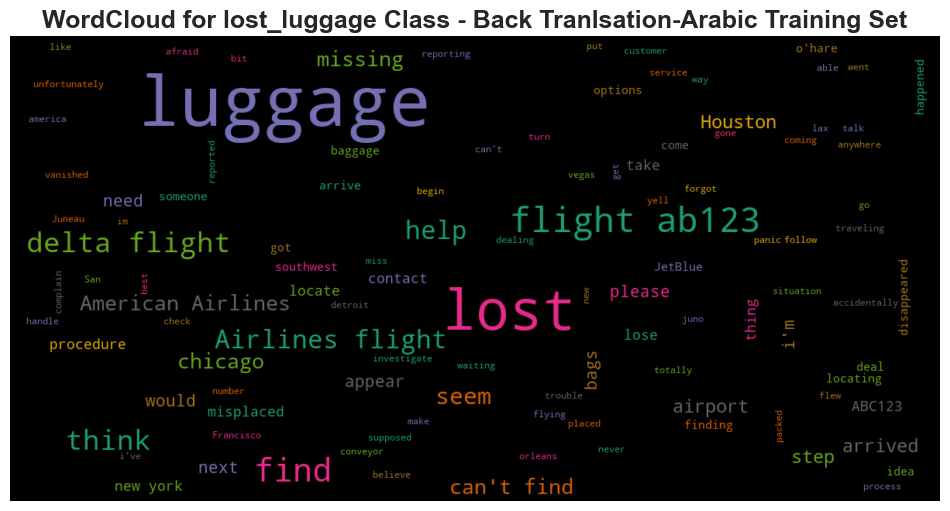 WordCloud for lost_luggage Class - Back Tranlsation-Arabic Training Set
like
afraid
bit
missing
reporting
put
customer
o'hare
able
went
unfortunately
luggage
service
way
options
happened
america
Houston
gone
lax
talk
turn
coming
anywhere
reported
baggage
can't
come
take
vanished
arrive
begin
vegas
get
forgot
need
someone
yell
go
Juneau
im
help
flight ab123
traveling
delta flight
got
dealing
panic
follow
southwest
miss
JetBlue
San
best
complain
contact
locate
new
please
situation
disappeared
American Airlines
detroit
lost
accidentally
handle
check
Airlines flight
juno
thing
i'm
lose
procedure
chicago
investigate
waiting
bags
totally
deal
locating
appear
number
would
misplaced
seem
trouble
flew
airport
ABC123
make
flying
placed
finding
packed
think
Francisco
supposed
arrived
i've
conveyor
never
next
find
believe
orleans
step
idea
new york
can't find
process